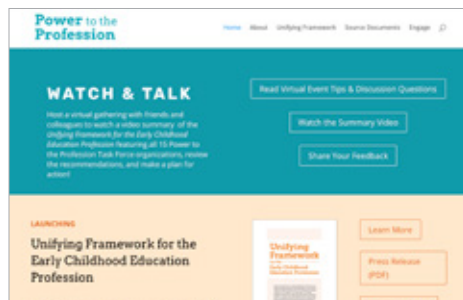 Power to the
Profession
Home About Unifying Framework Source Documents Engage
WATCH & TALK
Host a virtual gathering with friends and
colleagues to watch a video summary of the
Unifying Framework for the Early Childhood
Education Profession featuring all 15 Power to
the Profession Task Force organizations, review
the recommendations, and make a plan for
action!
Read Virtual Event Tips & Discussion Questions
Watch the Summary Video
Share Your Feedback
LAUNCHING
Unifying Framework for the
Early Childhood Education
Profession
Unifying
Framework
Early Childhood
Education Profession
Learn More
Press Release
(PDF)